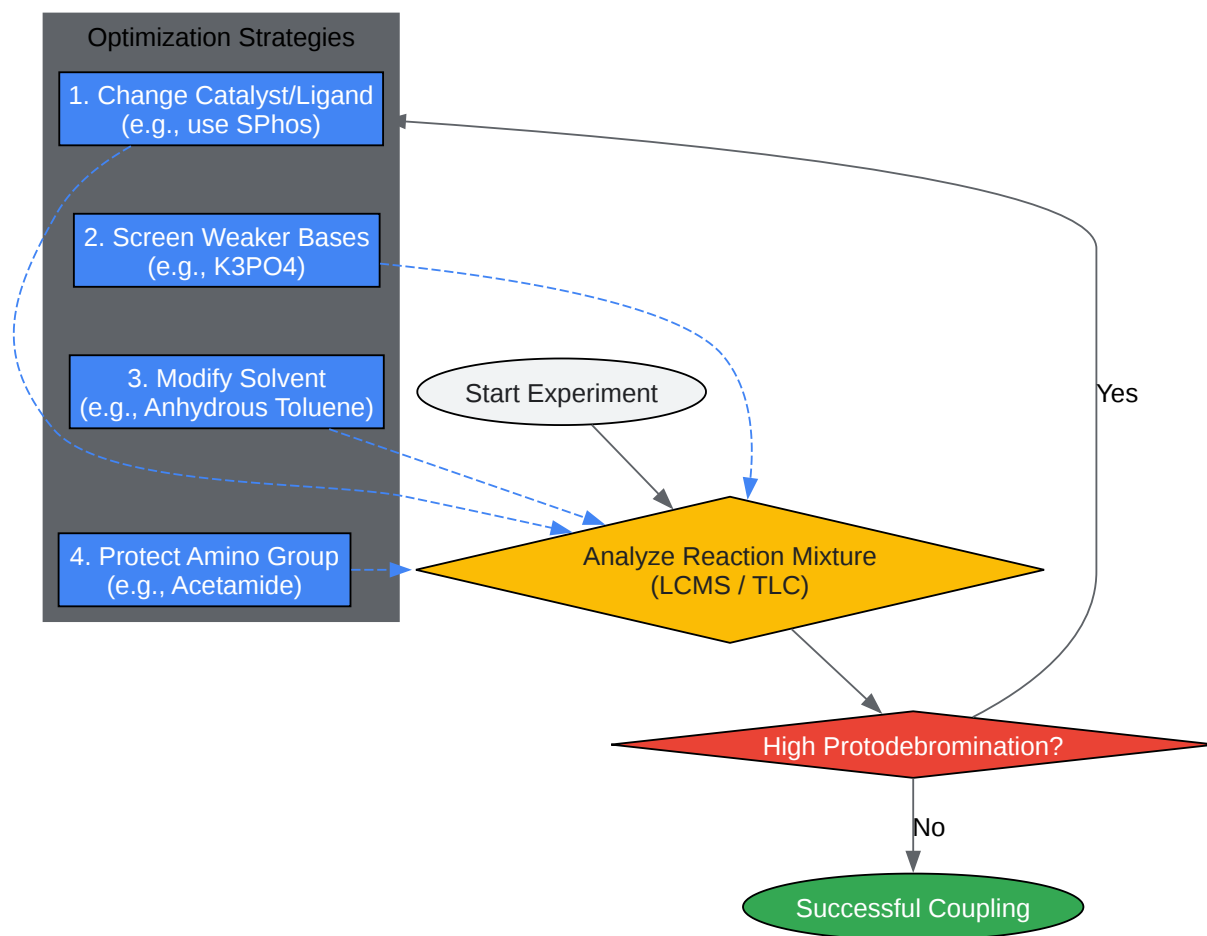 Optimization Strategies
1. Change Catalyst/Ligand
(e.g., use SPhos)
2. Screen Weaker Bases
(e.g., K3PO4)
3. Modify Solvent
(e.g., Anhydrous Toluene)
Start Experiment
Yes
4. Protect Amino Group
(e.g., Acetamide)
Analyze Reaction Mixture
(LCMS / TLC)
High Protodebromination?
No
Successful Coupling